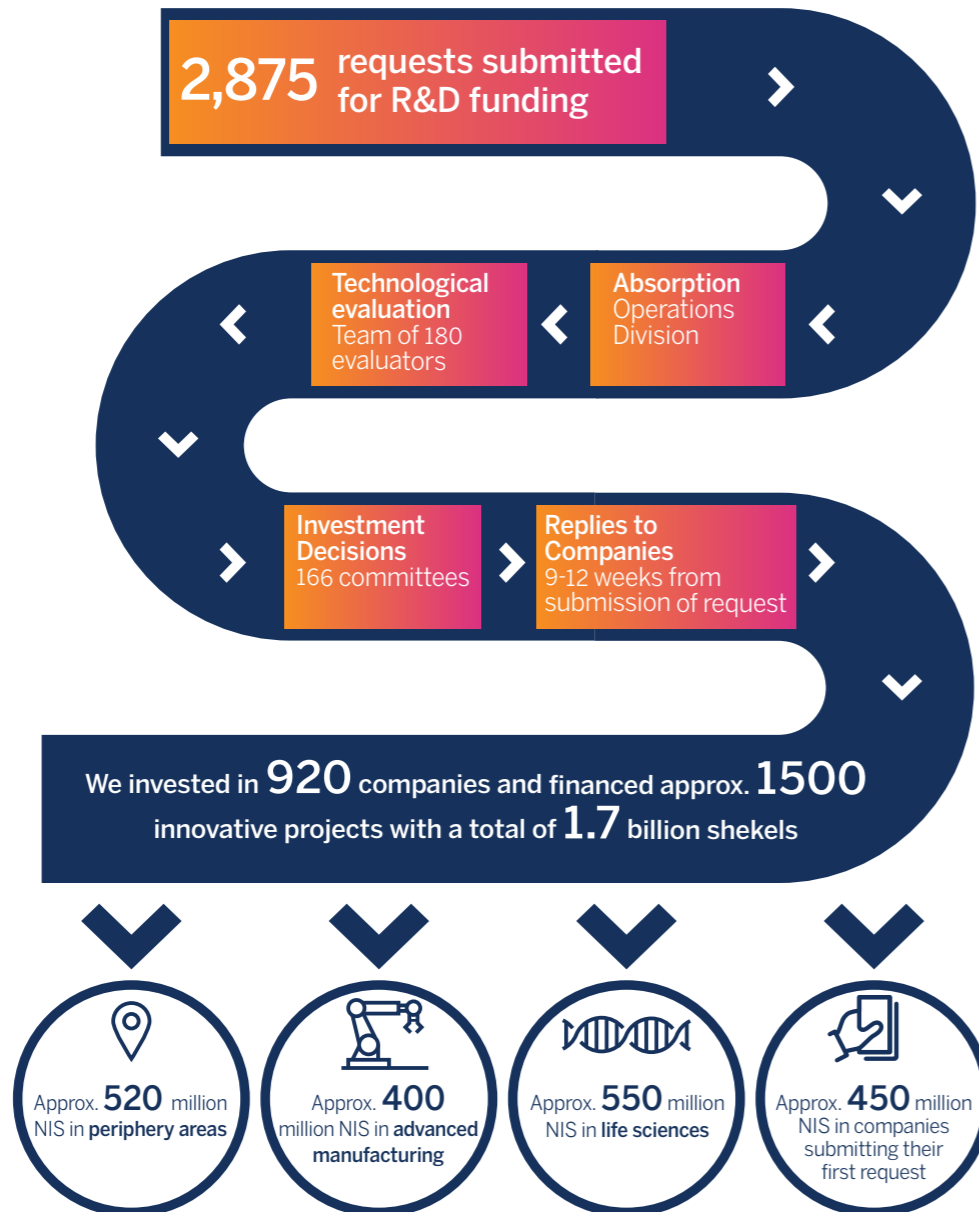 2,875 requests submitted
for R&D funding
Absorption
Operations
Division
Technological
evaluation
Team of 180
evaluators
Investment
Decisions
166 committees
Replies to
Companies
9-12 weeks from
submission of request
We invested in 920 companies and financed approx. 1500
innovative projects with a total of 1.7 billion shekels
Approx. 520 million
NIS in periphery areas
Approx. 400
million NIS in advanced
manufacturing
Approx. 550 million
NIS in life sciences
Approx. 450 million
NIS in companies
submitting their
first request